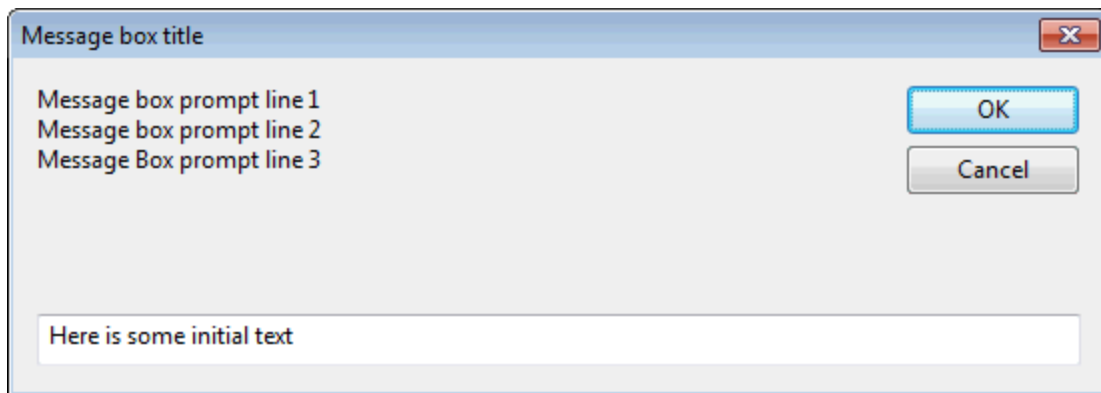 Message box title
Message box prompt line 1
Message box prompt line 2
Message Box prompt line 3
OK
Cancel
Here is some initial text